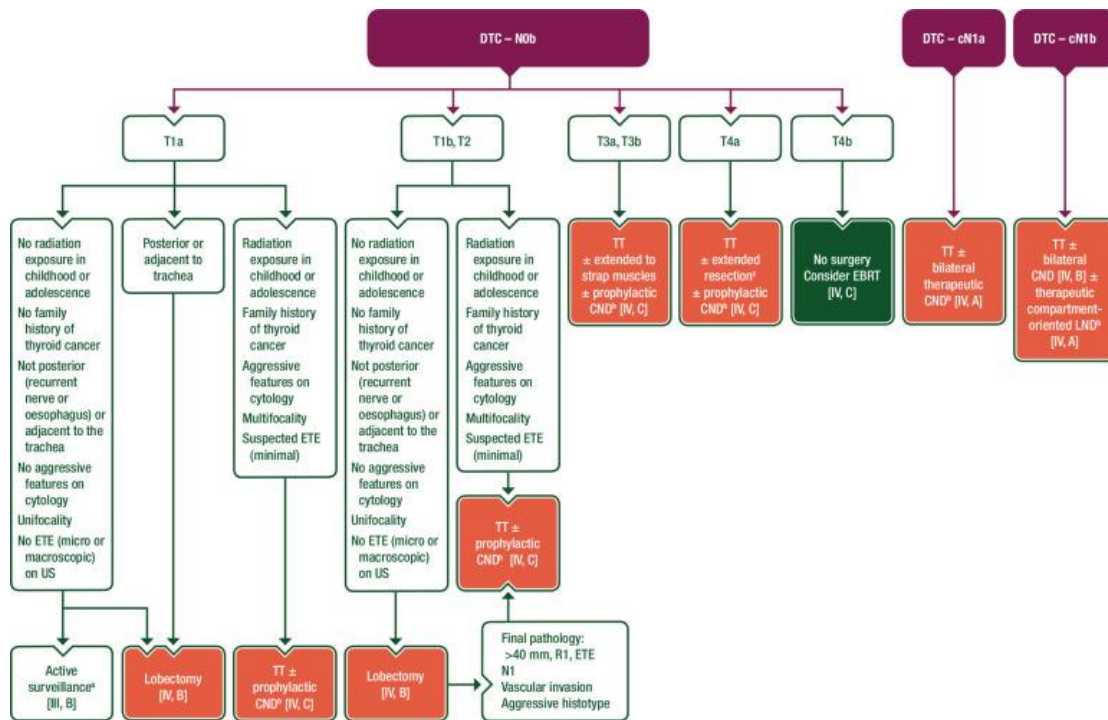 DTC – N0b
DTC – cN1a
DTC – cN1b
T1a
T1b, T2
T3a, T3b
T4a
T4b
No radiation
exposure in
childhood or
adolescence
No family
history of
thyroid cancer
Not posterior
(recurrent
nerve or
oesophagus) or
adjacent to the
trachea
No aggressive
features on
cytology
Unifocality
No ETE (micro or
macroscopic)
on US
Posterior or
adjacent to
trachea
Radiation
exposure in
childhood or
adolescence
Family history
of thyroid
cancer
Aggressive
features on
cytology
Multifocality
Suspected ETE
(minimal)
No radiation
exposure in
childhood or
adolescence
No family
history of
thyroid cancer
Not posterior
(recurrent
nerve or
oesophagus) or
adjacent to the
trachea
No aggressive
features on
cytology
Unifocality
No ETE (micro or
macroscopic)
on US
Radiation
exposure in
childhood or
adolescence
Family history
of thyroid
cancer
Aggressive
features on
cytology
Multifocality
Suspected ETE
(minimal)
TT
± extended to
strap muscles
± prophylactic
CNDᵇ [IV, C]
TT
± extended
resection
± prophylactic
CNDᵇ [IV, C]
No surgery
Consider EBRT
[IV, C]
TT ±
bilateral
therapeutic
CNDᵇ [IV, A]
TT ±
bilateral
CND [IV, B] ±
therapeutic
compartment-
oriented LNDᵇ
[IV, A]
TT ±
prophylactic
CNDᵇ [IV, C]
Active
surveillanceᵃ
[III, B]
Lobectomy
[IV, B]
TT ±
prophylactic
CNDᵇ [IV, C]
Lobectomy
[IV, B]
Final pathology:
>40 mm, R1, ETE
N1
Vascular invasion
Aggressive histotype